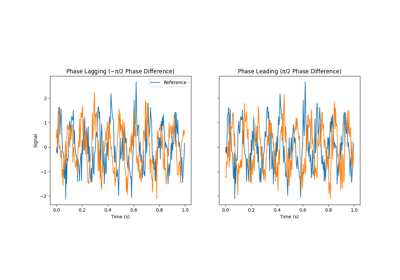 Phase Lagging (−π/2 Phase Difference)
Phase Leading (π/2 Phase Difference)
Reference
Signal
2
1
0
−1
−2
0.0 0.2 0.4 0.6 0.8 1.0
0.0 0.2 0.4 0.6 0.8 1.0
Time (s)
Time (s)